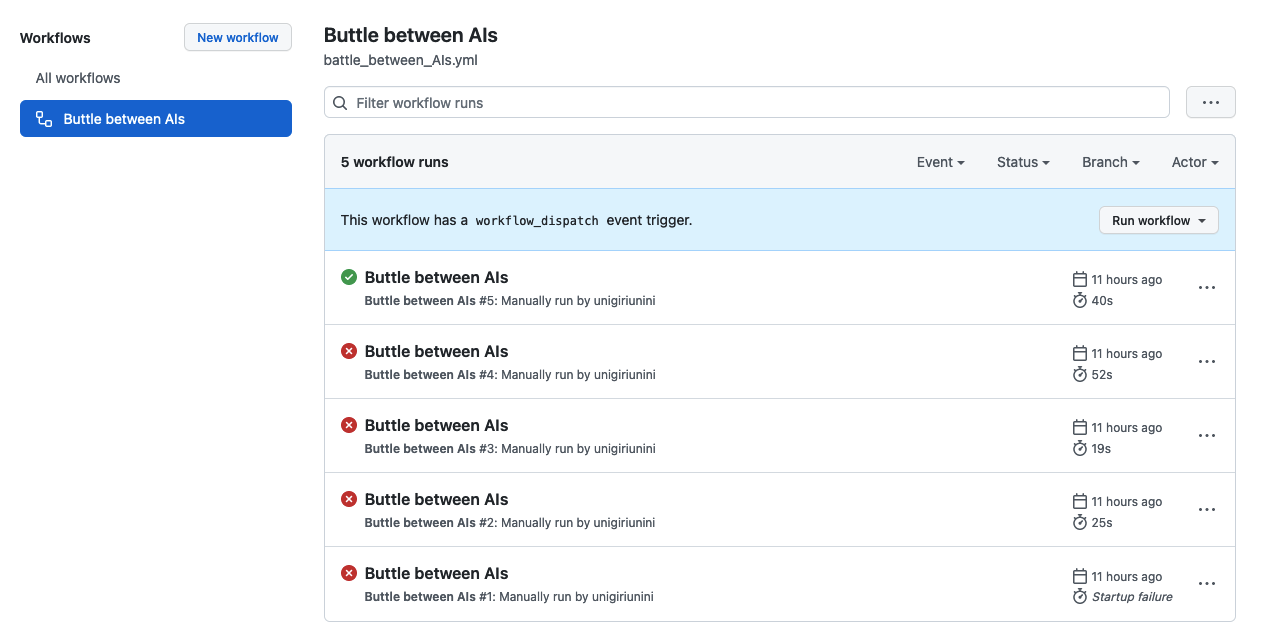 Workflows
New workflow
All workflows
Buttle between AIs
Buttle between AIs
battle_between_AIs.yml
Filter workflow runs
5 workflow runs
Event
Status
Branch
Actor
This workflow has a workflow_dispatch event trigger.
Run workflow
Buttle between AIs
Buttle between AIs #5: Manually run by unigiriunini
11 hours ago
40s
Buttle between AIs
Buttle between AIs #4: Manually run by unigiriunini
11 hours ago
52s
Buttle between AIs
Buttle between AIs #3: Manually run by unigiriunini
11 hours ago
19s
Buttle between AIs
Buttle between AIs #2: Manually run by unigiriunini
11 hours ago
25s
Buttle between AIs
Buttle between AIs #1: Manually run by unigiriunini
11 hours ago
Startup failure